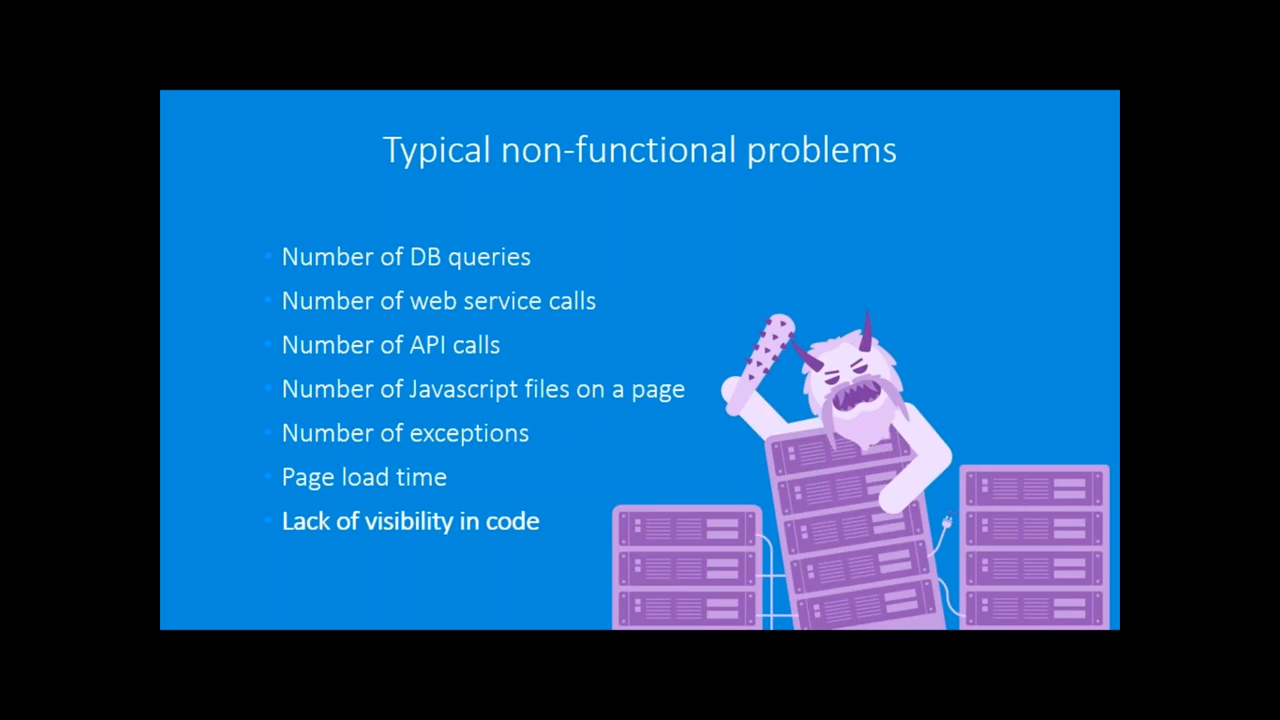 Typical non-functional problems
Number of DB queries
Number of web service calls
Number of API calls
Number of Javascript files on a page
Number of exceptions
Page load time
Lack of visibility in code